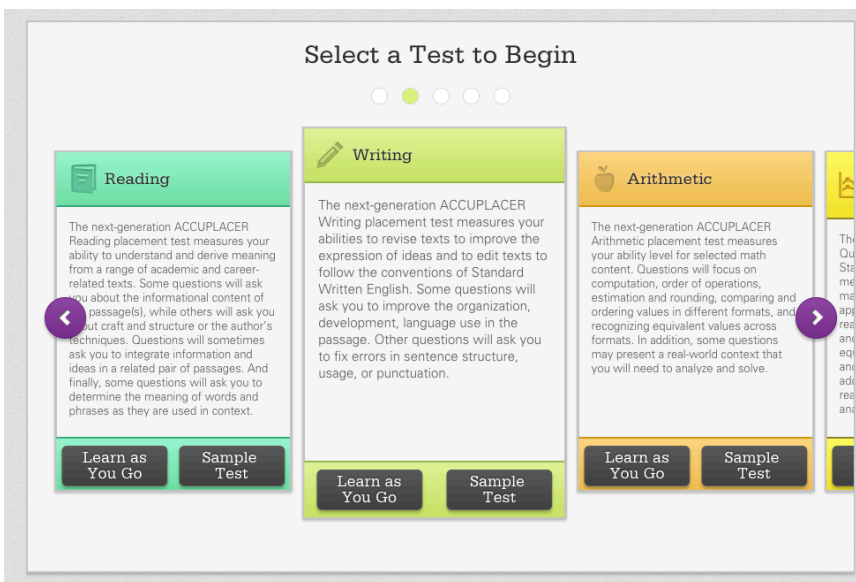 Select a Test to Begin
Reading
The next-generation ACCUPLACER
Reading placement test measures your
ability to understand and derive meaning
from a range of academic and career-
related texts. Some questions will ask
you about the informational content of
passage(s), while others will ask you
about craft and structure or the author's
techniques. Questions will sometimes
ask you to integrate information and
ideas in a related pair of passages. And
finally, some questions will ask you to
determine the meaning of words and
phrases as they are used in context.
Learn as
You Go
Sample
Test
Writing
The next-generation ACCUPLACER
Writing placement test measures your
abilities to revise texts to improve the
expression of ideas and to edit texts to
follow the conventions of Standard
Written English. Some questions will
ask you to improve the organization,
development, language use in the
passage. Other questions will ask you
to fix errors in sentence structure,
usage, or punctuation.
Learn as
You Go
Sample
Test
Arithmetic
The next-generation ACCUPLACER
Arithmetic placement test measures
your ability level for selected math
content. Questions will focus on
computation, order of operations,
estimation and rounding, comparing and
ordering values in different formats, and
recognizing equivalent values across
formats. In addition, some questions
may present a real-world context that
you will need to analyze and solve.
Learn as
You Go
Sample
Test